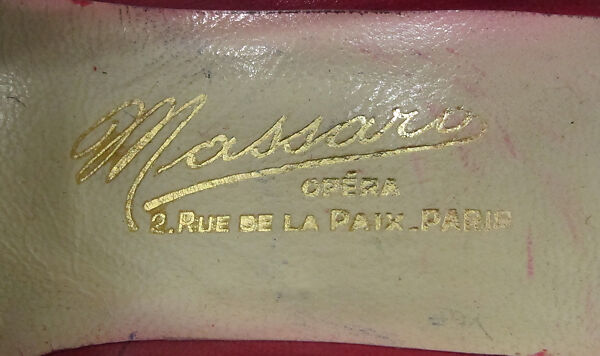 Massaro
OPÉRA
2. RUE DE LA PAIX. PARIS